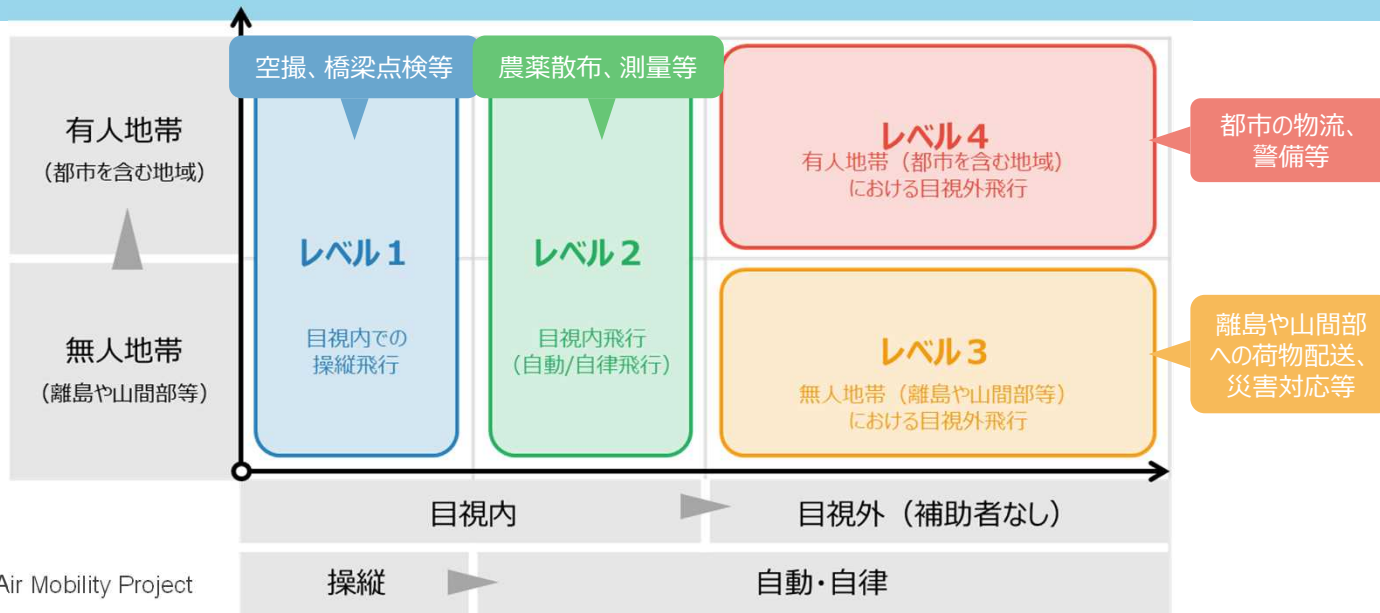 空撮、橋梁点検等
農薬散布、測量等
有人地帯
(都市を含む地域)
レベル4
有人地帯（都市を含む地域）
における目視外飛行
都市の物流、
警備等
レベル1
目視内での
操縦飛行
レベル2
目視内飛行
(自動/自律飛行)
無人地帯
(離島や山間部等)
レベル3
無人地帯（離島や山間部等）
における目視外飛行
離島や山間部
への荷物配送、
災害対応等
目視内
目視外（補助者なし）
操縦
自動・自律
Air Mobility Project